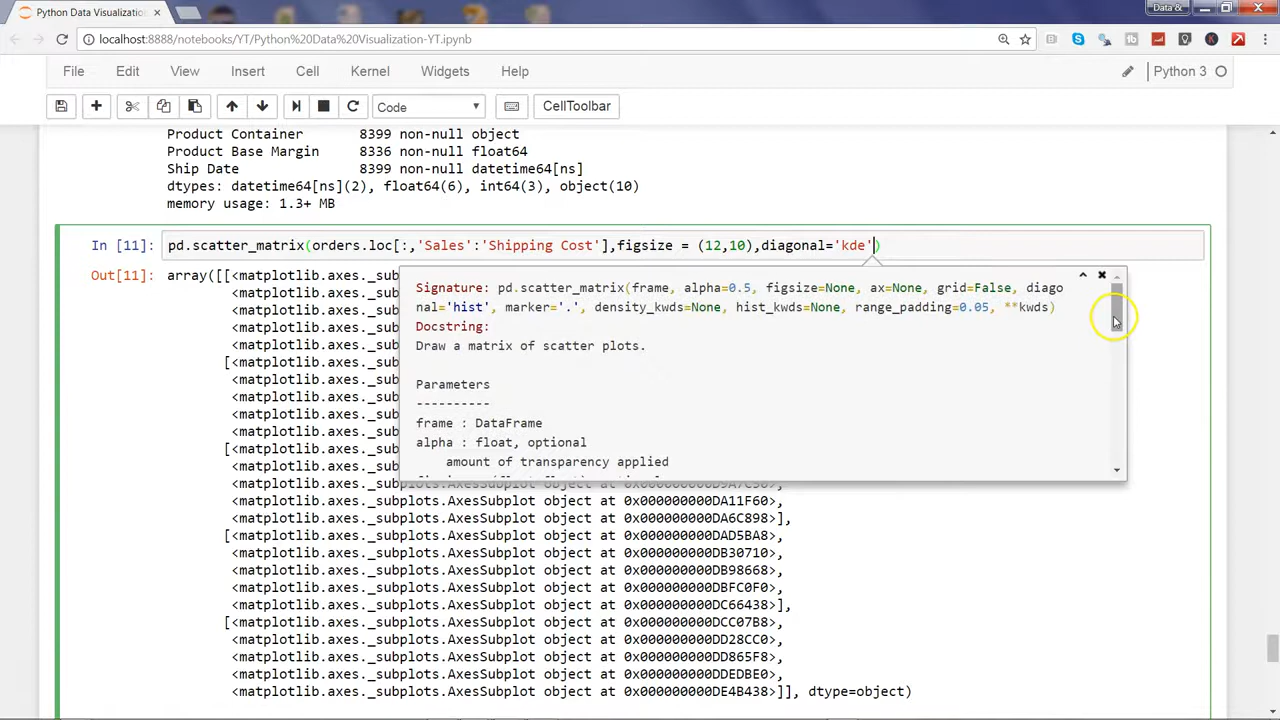 Python Data Visualizatio
Data &
localhost:8888/notebooks/YT/Python%20Data%20Visualization-YT.ipynb
File Edit View Insert Cell Kernel Widgets Help
Python 3
Code
CellToolbar
Product Container 8399 non-null object
Product Base Margin 8336 non-null float64
Ship Date 8399 non-null datetime64[ns]
dtypes: datetime64[ns](2), float64(6), int64(3), object(10)
memory usage: 1.3+ MB
In [11]: pd.scatter_matrix(orders.loc[:,'Sales':'Shipping Cost'],figsize = (12,10),diagonal='kde')
Out[11]: array([[<matplotlib.axes._sub
<matplotlib.axes._sub
<matplotlib.axes._sub
<matplotlib.axes._sub
<matplotlib.axes._sub
[<matplotlib.axes._sub
<matplotlib.axes._sub
<matplotlib.axes._sub
<matplotlib.axes._sub
<matplotlib.axes._sub
[<matplotlib.axes._sub
<matplotlib.axes._sub
Signature: pd.scatter_matrix(frame, alpha=0.5, figsize=None, ax=None, grid=False, diago
nal='hist', marker='.', density_kwds=None, hist_kwds=None, range_padding=0.05, **kwds)
Docstring:
Draw a matrix of scatter plots.
Parameters
----------
frame : DataFrame
alpha : float, optional
amount of transparency applied
<matplotlib.axes._subplots.AxesSubplot object at
<matplotlib.axes._subplots.AxesSubplot object at 0x000000000DA11F60>,
<matplotlib.axes._subplots.AxesSubplot object at 0x000000000DA6C898>],
[<matplotlib.axes._subplots.AxesSubplot object at 0x000000000DAD5BA8>,
<matplotlib.axes._subplots.AxesSubplot object at 0x000000000DB30710>,
<matplotlib.axes._subplots.AxesSubplot object at 0x000000000DB98668>,
<matplotlib.axes._subplots.AxesSubplot object at 0x000000000DBFC0F0>,
<matplotlib.axes._subplots.AxesSubplot object at 0x000000000DC66438>],
[<matplotlib.axes._subplots.AxesSubplot object at 0x000000000DCC07B8>,
<matplotlib.axes._subplots.AxesSubplot object at 0x000000000DD28CC0>,
<matplotlib.axes._subplots.AxesSubplot object at 0x000000000DD865F8>,
<matplotlib.axes._subplots.AxesSubplot object at 0x000000000DDEDBE0>,
<matplotlib.axes._subplots.AxesSubplot object at 0x000000000DE4B438>]], dtype=object)